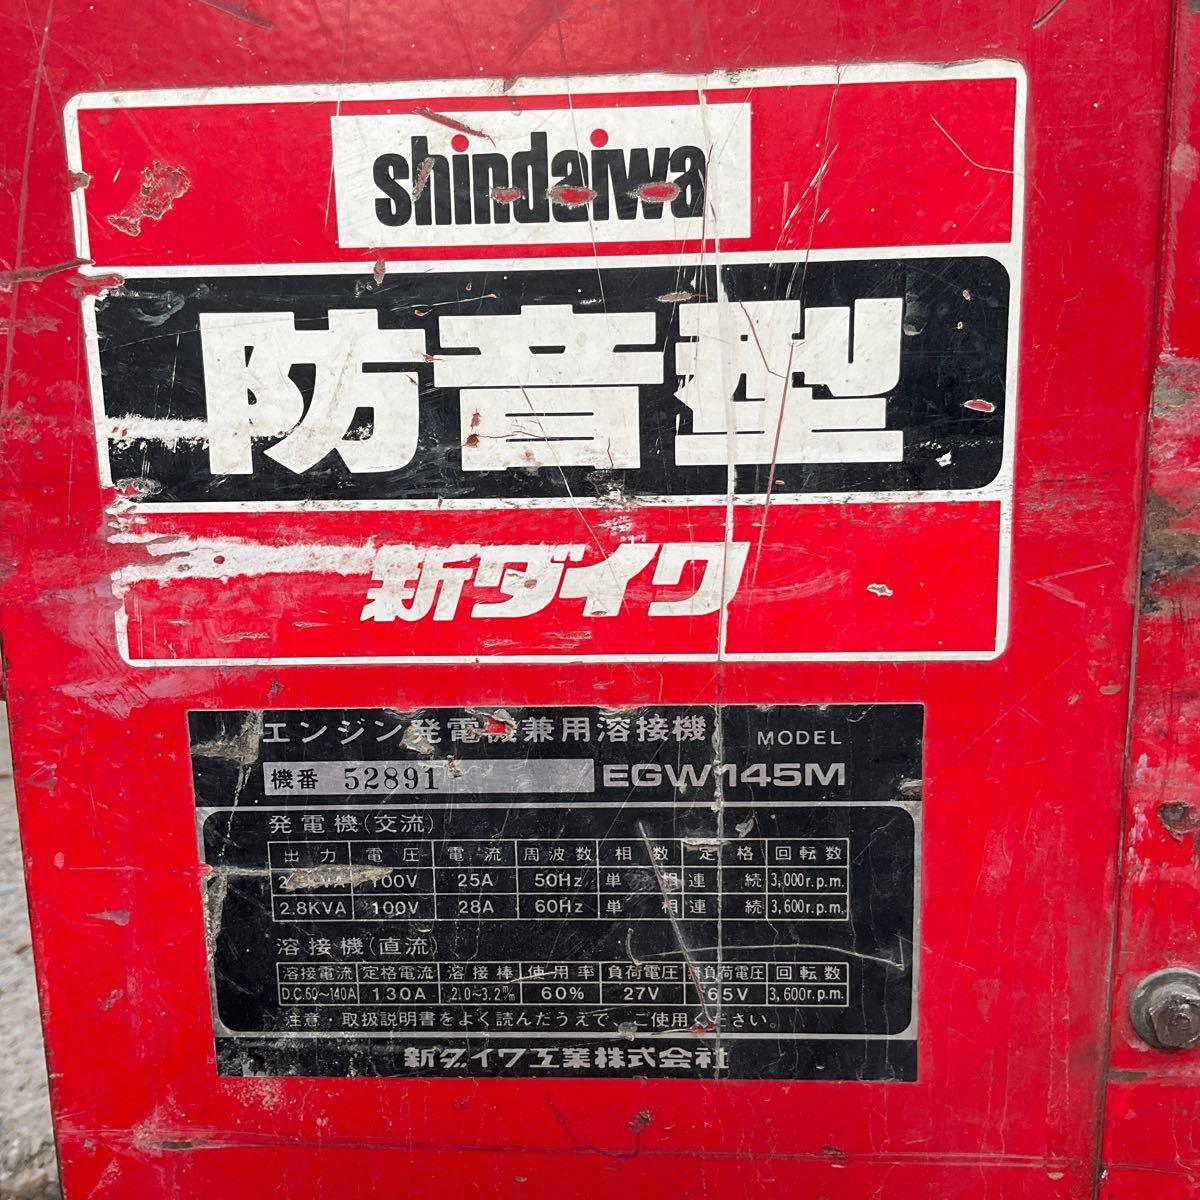 shindaiwa
防音型
新ダイワ
エンジン発電機兼用溶接機 MODEL
機番 52891 EGW145M
発電機(交流)
出力 電圧 電流 周波数 相数 定格 回転数
100V 25A 50Hz 単相 連続 3,000r.p.m.
2.8KVA 100V 28A 60Hz 単相 連続 3,600r.p.m.
溶接機(直流)
溶接電流 定格電流 溶接棒 使用率 負荷電圧 無負荷電圧 回転数
D.C.60~140A 130A 2.0~3.2m/m 60% 27V 65V 3,600r.p.m.
注意・取扱説明書をよく読んだうえで、ご使用ください。
新ダイワ工業株式会社